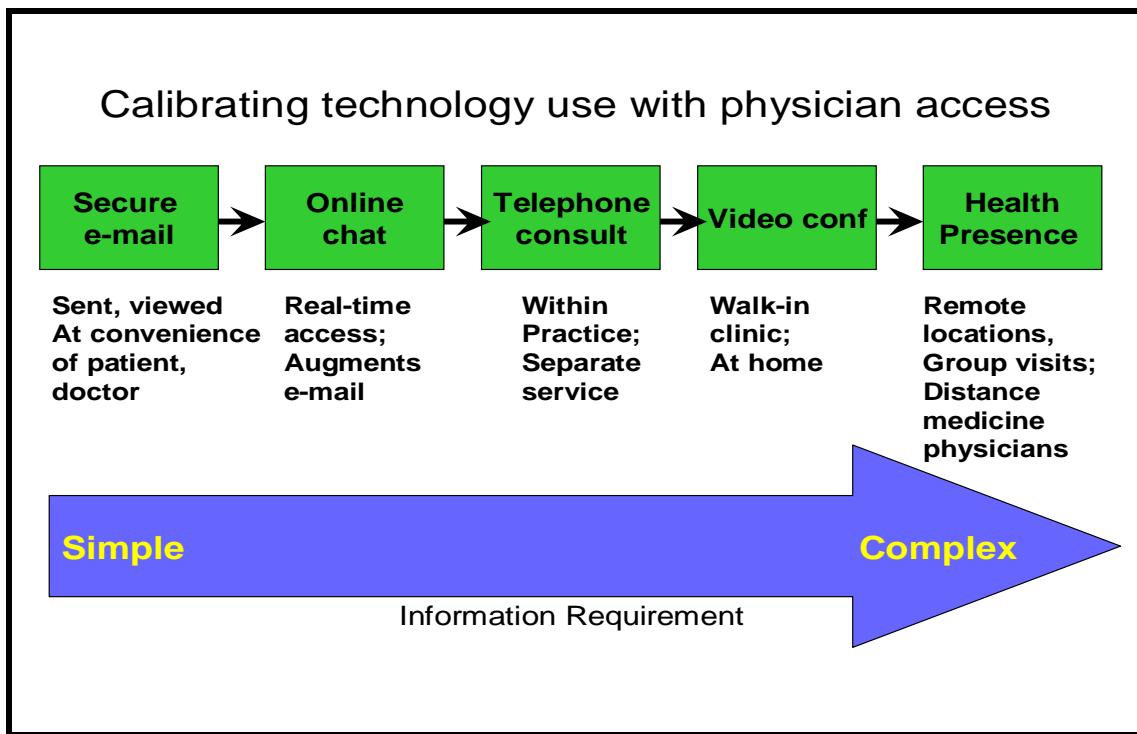 Calibrating technology use with physician access
Secure
e-mail
Online
chat
Telephone
consult
Video conf
Health
Presence
Sent, viewed
At convenience
of patient,
doctor
Real-time
access;
Augments
e-mail
Within
Practice;
Separate
service
Walk-in
clinic;
At home
Remote
locations,
Group visits;
Distance
medicine
physicians
Simple
Complex
Information Requirement